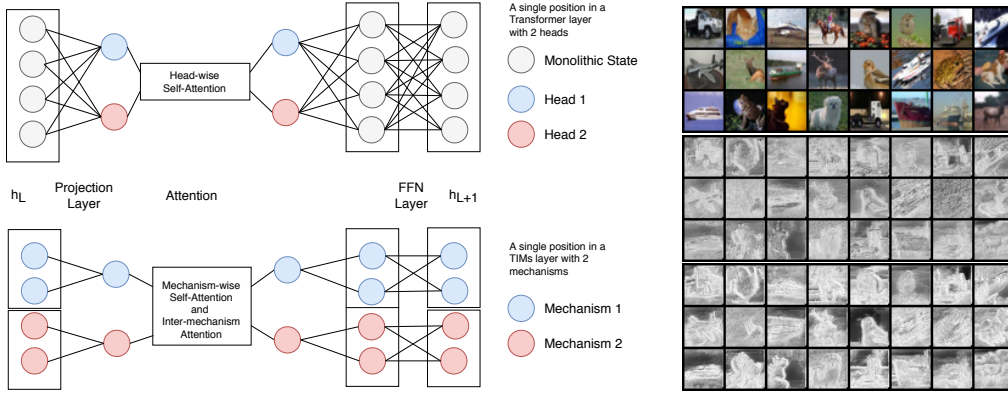 A single position in a
Transformer layer
with 2 heads
Monolithic State
Head-wise
Self-Attention
Head 1
Head 2
hL
Projection
Layer
Attention
FFN
Layer
hL+1
A single position in a
TIMs layer with 2
mechanisms
Mechanism-wise
Self-Attention
and
Inter-mechanism
Attention
Mechanism 1
Mechanism 2